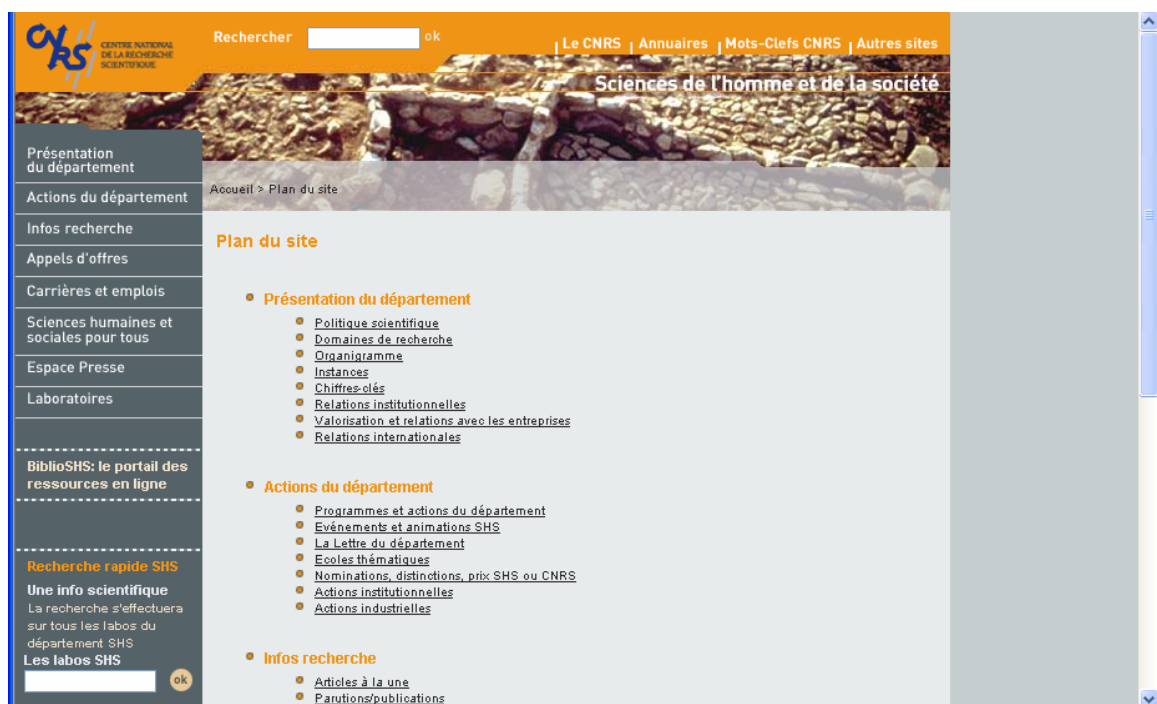 CNRS
CENTRE NATIONAL
DE LA RECHERCHE
SCIENTIFIQUE
Rechercher ok
Le CNRS Annuaires Mots-Clefs CNRS Autres sites
Sciences de l'homme et de la société
Présentation
du département
Actions du département
Infos recherche
Appels d'offres
Carrières et emplois
Sciences humaines et
sociales pour tous
Espace Presse
Laboratoires
BiblioSHS: le portail des
ressources en ligne
Recherche rapide SHS
Une info scientifique
La recherche s'effectuera
sur tous les labos du
département SHS
Les labos SHS
ok
Accueil > Plan du site
Plan du site
Présentation du département
Politique scientifique
Domaines de recherche
Organigramme
Instances
Chiffres-clés
Relations institutionnelles
Valorisation et relations avec les entreprises
Relations internationales
Actions du département
Programmes et actions du département
Evénements et animations SHS
La Lettre du département
Ecoles thématiques
Nominations, distinctions, prix SHS ou CNRS
Actions institutionnelles
Actions industrielles
Infos recherche
Articles à la une
Parutions/publications